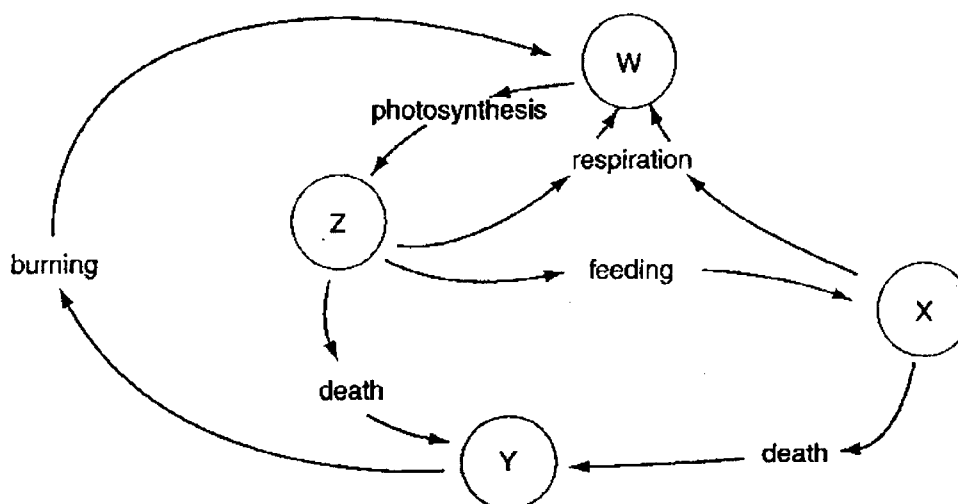 W
photosynthesis
respiration
Z
burning
feeding
X
death
Y
death